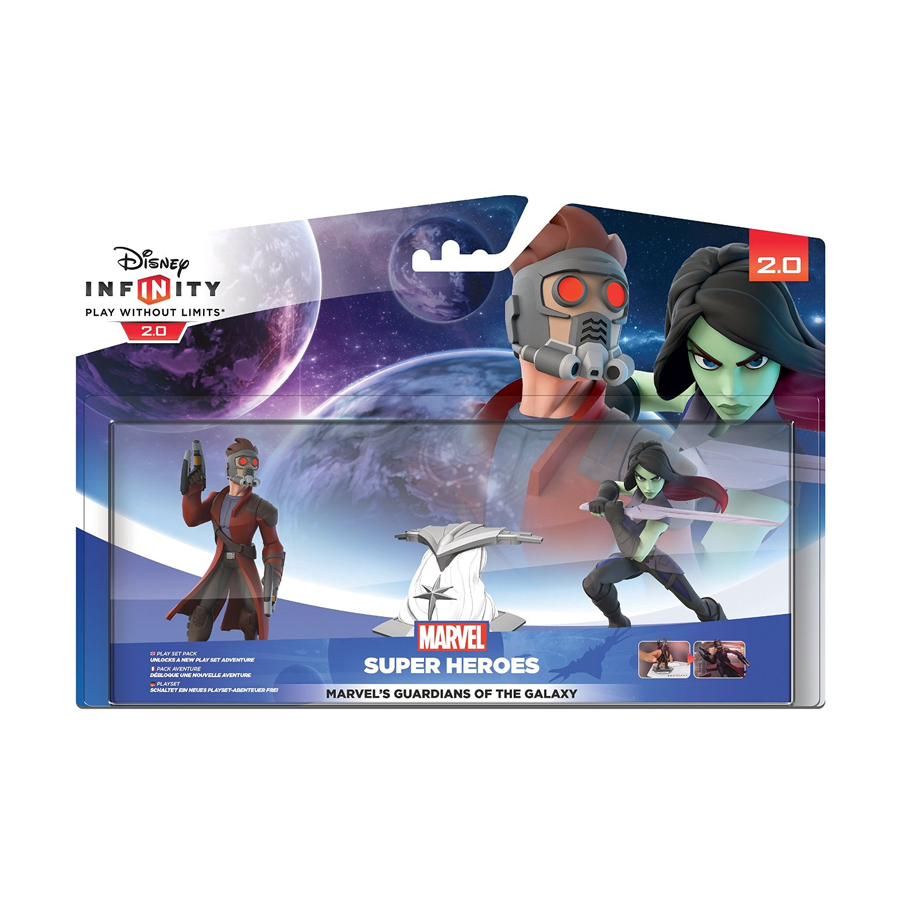 Disney
INFINITY
PLAY WITHOUT LIMITS*
2.0
2.0
MARVEL
SUPER HEROES
MARVEL'S GUARDIANS OF THE GALAXY
PLAY SET PACK
UNLOCKS A NEW PLAY SET ADVENTURE
PACK AVENTURE
DÉBLOQUE UNE NOUVELLE AVENTURE
PLAYSET
SCHALTET EIN NEUES PLAYSET-ABENTEUER FREI